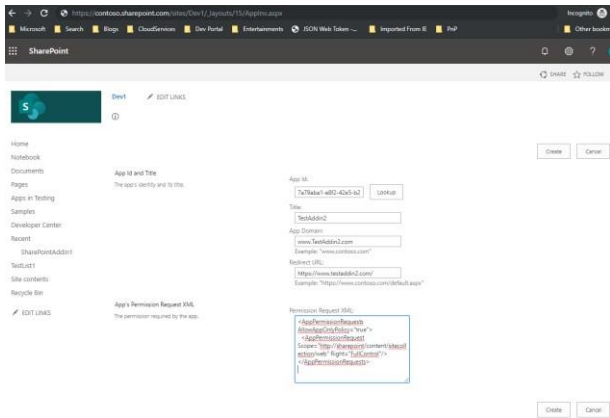 https://contoso.sharepoint.com/sites/Dev1/_layouts/15/AppInv.aspx
Incognito
Microsoft Search Blogs CloudServices Dev Portal Entertainments JSON Web Token -... Imported From IE PnP Other bookm
SharePoint
SHARE FOLLOW
Dev1 EDIT LINKS
Home
Notebook
Documents
Pages
Apps in Testing
Samples
Developer Center
Recent
SharePointAddin1
TestList1
Site contents
Recycle Bin
EDIT LINKS
Create Cancel
App Id and Title
The app's identity and its title.
App Id:
Lookup
Title:
TestAddin2
App Domain:
www.TestAddin2.com
Example: "www.contoso.com"
Redirect URL:
https://www.testaddin2.com/
Example: "https://www.contoso.com/default.aspx"
App's Permission Request XML
The permission required by the app.
Permission Request XML:
<AppPermissionRequests
AllowAppOnlyPolicy="true">
<AppPermissionRequest
Scope="http://sharepoint/content/sitecoll
ection/web" Right="FullControl"/>
</AppPermissionRequests>
Create Cancel